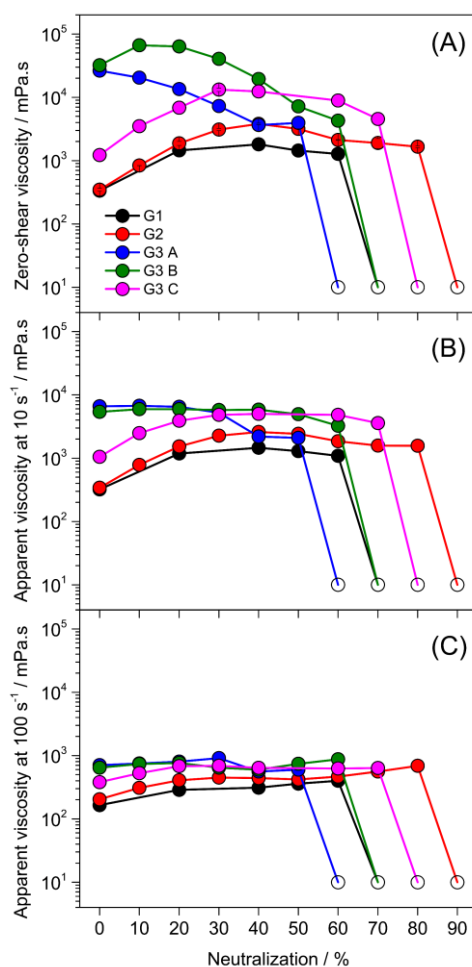 (A)
Zero-shear viscosity / mPa.s
10⁵
10⁴
10³
10²
10¹
G1
G2
G3 A
G3 B
G3 C
(B)
Apparent viscosity at 10 s⁻¹ / mPa.s
10⁵
10⁴
10³
10²
10¹
(C)
Apparent viscosity at 100 s⁻¹ / mPa.s
10⁵
10⁴
10³
10²
10¹
0 10 20 30 40 50 60 70 80 90
Neutralization / %